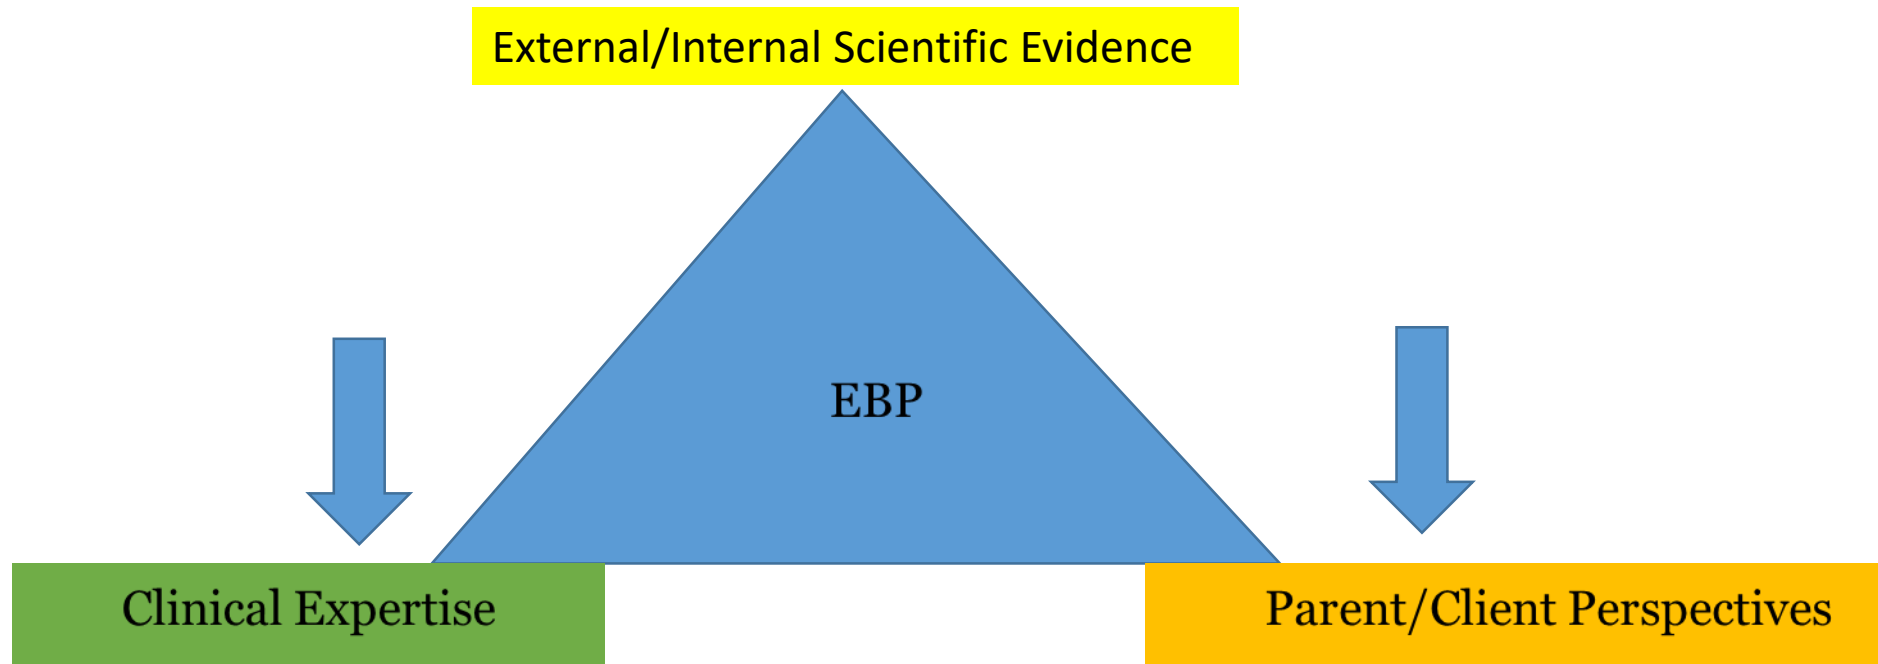 External/Internal Scientific Evidence
EBP
Clinical Expertise
Parent/Client Perspectives